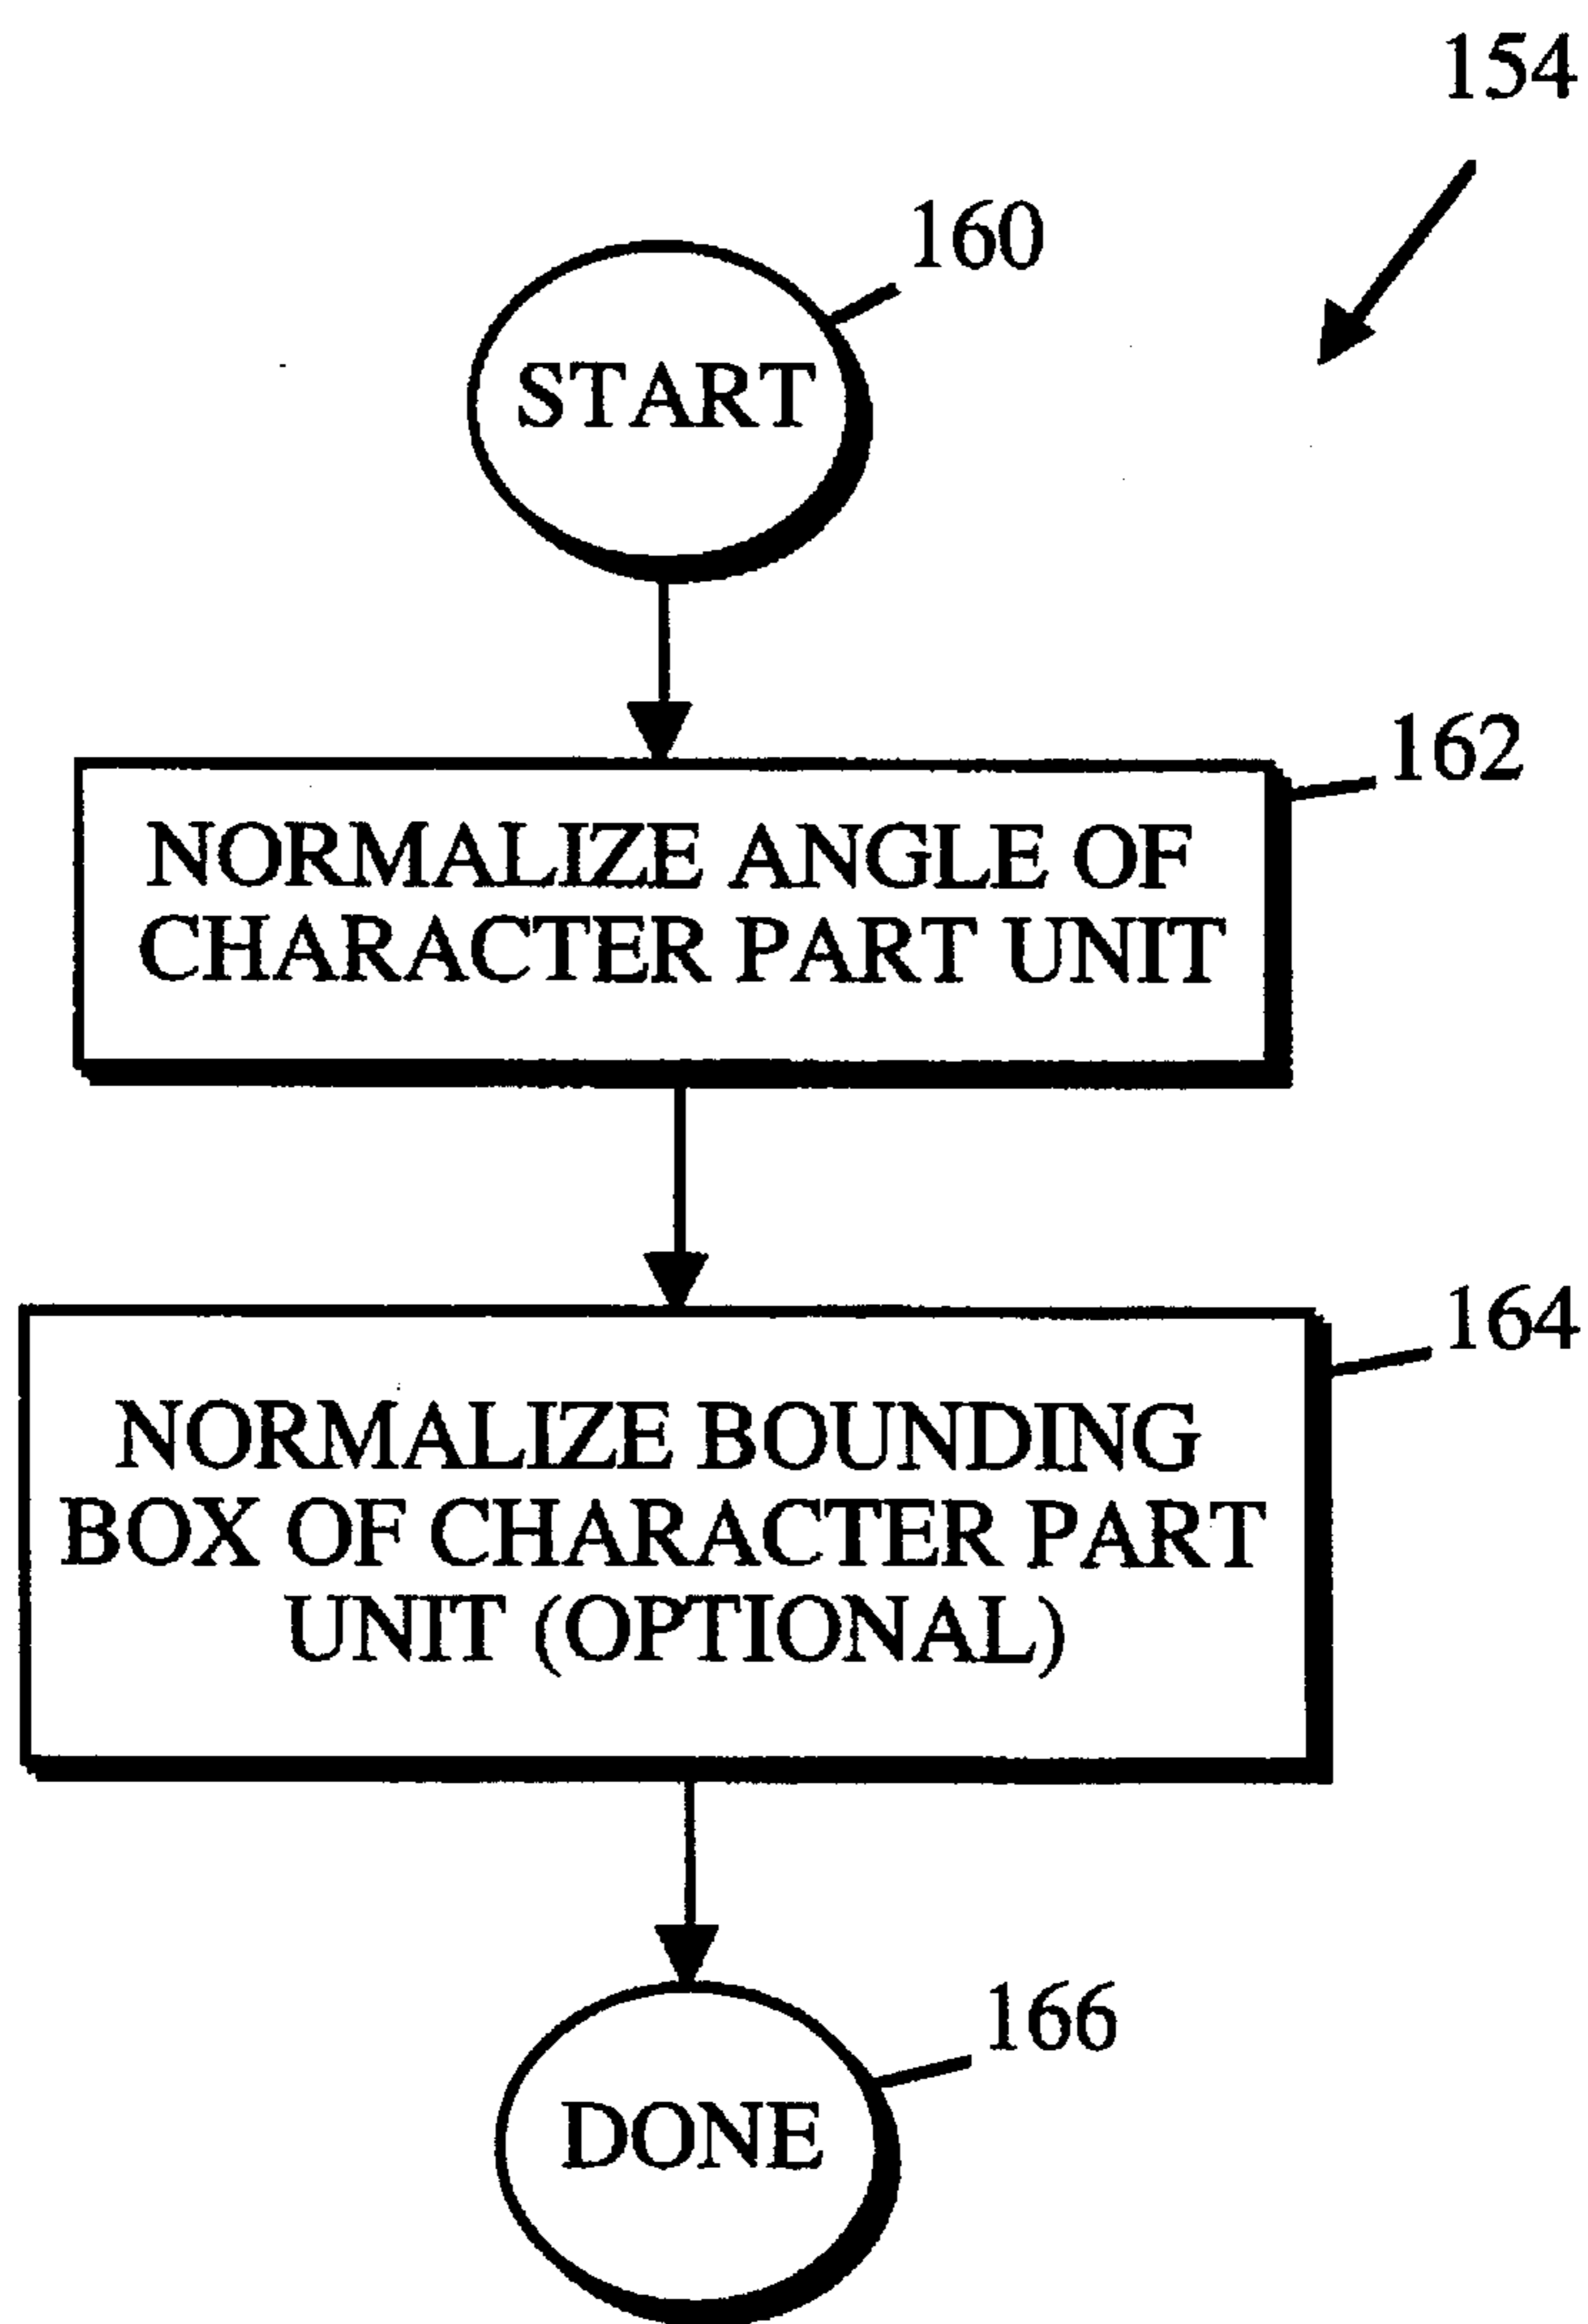 154
160
START
162
NORMALIZE ANGLE OF
CHARACTER PART UNIT
164
NORMALIZE BOUNDING
BOX OF CHARACTER PART
UNIT (OPTIONAL)
166
DONE